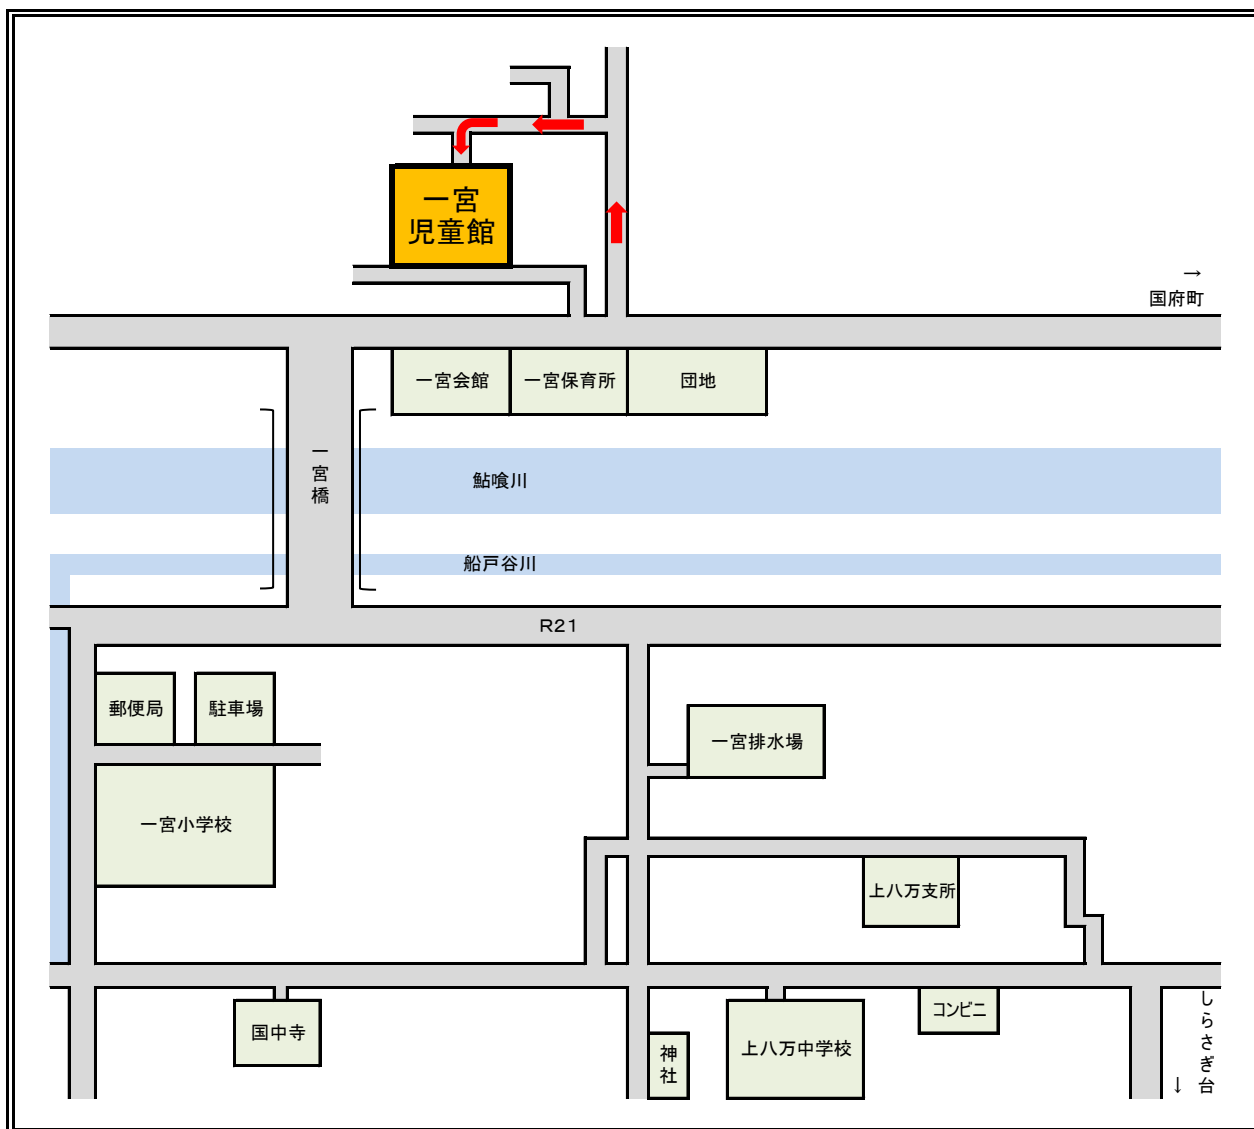 一宮
児童館
→
国府町
一宮会館
一宮保育所
団地
一宮橋
鮎喰川
船戸谷川
R21
郵便局
駐車場
一宮排水場
一宮小学校
上八万支所
国中寺
神社
上八万中学校
コンビニ
しらさぎ台
↓